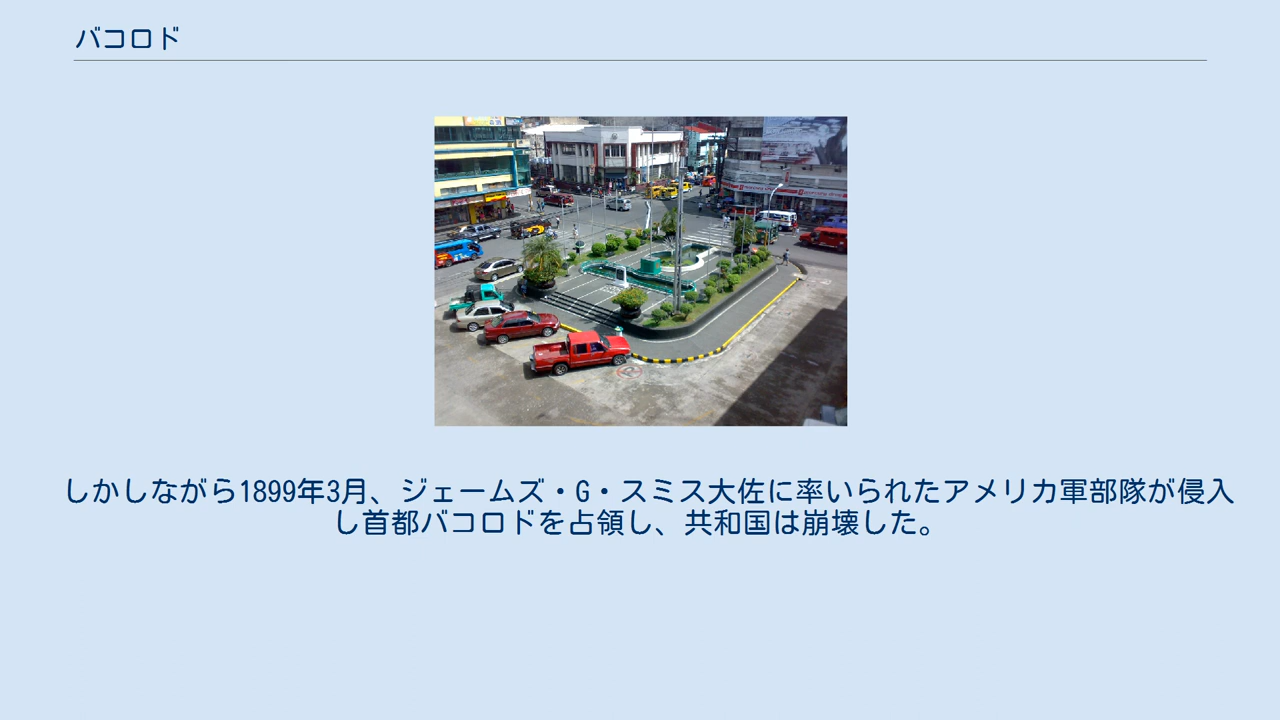 バコロド
しかしながら1899年3月、ジェームズ・G・スミス大佐に率いられたアメリカ軍部隊が侵入
し首都バコロドを占領し、共和国は崩壊した。